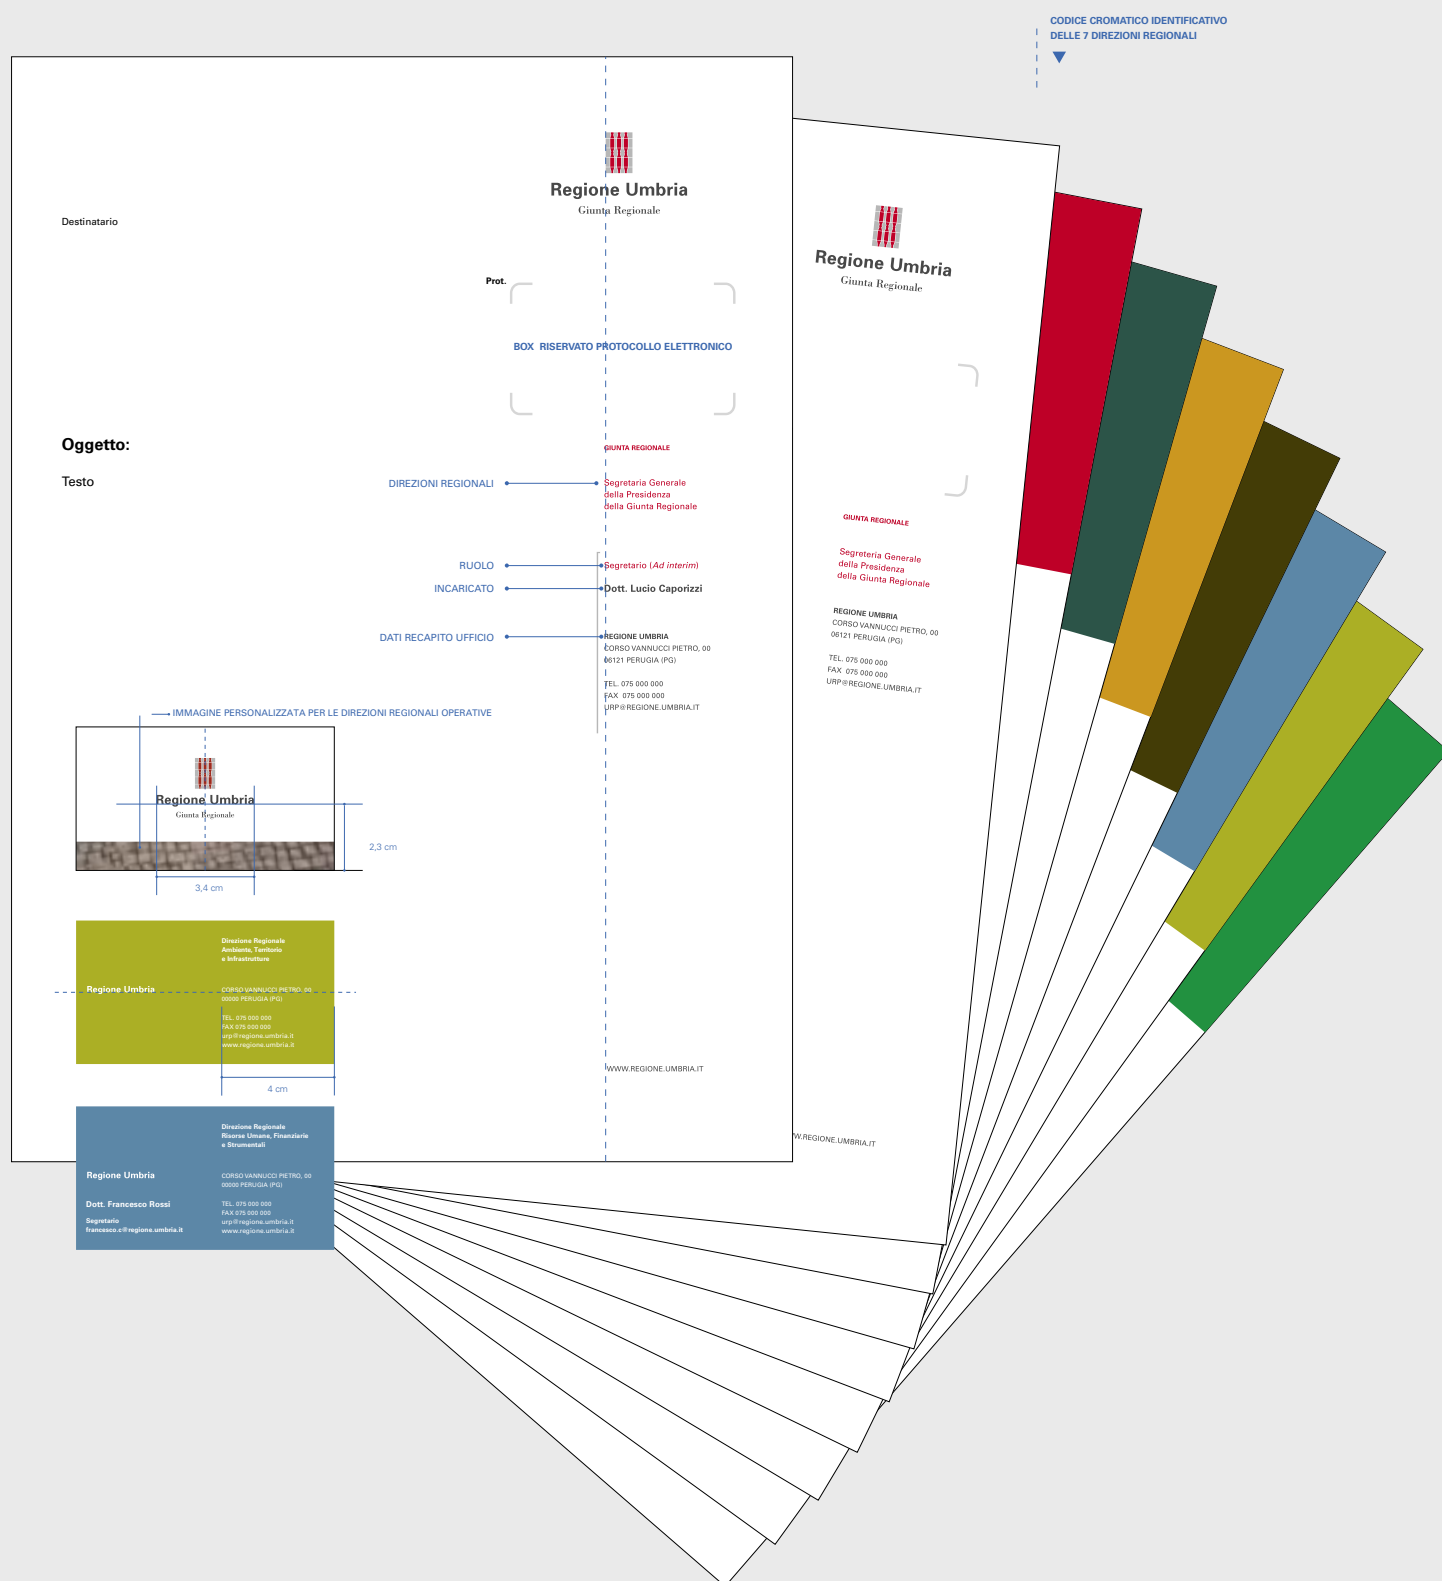 CODICE CROMATICO IDENTIFICATIVO
DELLE 7 DIREZIONI REGIONALI
Regione Umbria
Giunta Regionale
Destinatario
Prot.
BOX RISERVATO PROTOCOLLO ELETTRONICO
Oggetto:
Testo
GIUNTA REGIONALE
DIREZIONI REGIONALI
Segretaria Generale
della Presidenza
della Giunta Regionale
RUOLO
Segretario (Ad interim)
INCARICATO
Dott. Lucio Caporizzi
DATI RECAPITO UFFICIO
REGIONE UMBRIA
CORSO VANNUCCI PIETRO, 00
06121 PERUGIA (PG)
TEL. 075 000 000
FAX 075 000 000
URP@REGIONE.UMBRIA.IT
WWW.REGIONE.UMBRIA.IT
IMMAGINE PERSONALIZZATA PER LE DIREZIONI REGIONALI OPERATIVE
Regione Umbria
Giunta Regionale
2,3 cm
3,4 cm
Direzione Regionale
Ambiente, Territorio
e Infrastrutture
Regione Umbria
CORSO VANNUCCI PIETRO, 00
00000 PERUGIA (PG)
TEL. 075 000 000
FAX 075 000 000
urp@regione.umbria.it
www.regione.umbria.it
4 cm
Direzione Regionale
Risorse Umane, Finanziarie
e Strumentali
Regione Umbria
CORSO VANNUCCI PIETRO, 00
00000 PERUGIA (PG)
Dott. Francesco Rossi
Segretario
francesco.c@regione.umbria.it
TEL. 075 000 000
FAX 075 000 000
urp@regione.umbria.it
www.regione.umbria.it
Regione Umbria
Giunta Regionale
GIUNTA REGIONALE
Segreteria Generale
della Presidenza
della Giunta Regionale
REGIONE UMBRIA
CORSO VANNUCCI PIETRO, 00
06121 PERUGIA (PG)
TEL. 075 000 000
FAX 075 000 000
URP@REGIONE.UMBRIA.IT
W.REGIONE.UMBRIA.IT